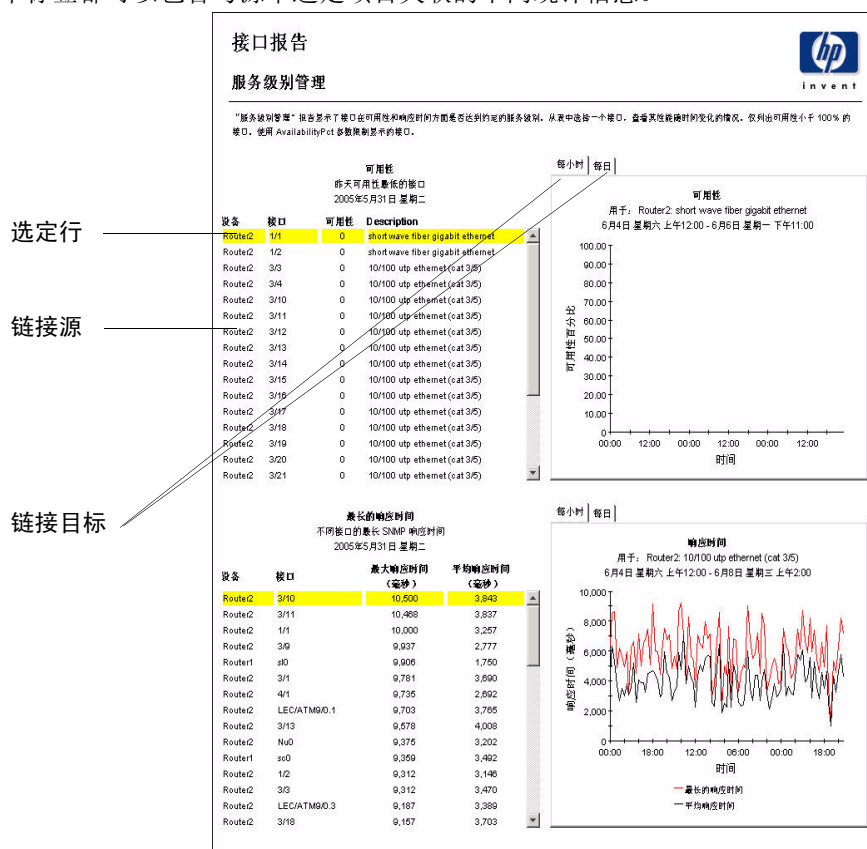 接口报告
hp
invent
服务级别管理
"服务级别管理"报告显示了接口在可用性和响应时间方面是否达到约定的服务级别。从表中选择一个接口，查看其性能随时间变化的情况。仅列出可用性小于 100% 的
接口。使用 AvailabilityPct 参数限制显示的接口。
选定行
链接源
链接目标
可用性
昨天可用性最低的接口
2005年5月31日 星期二
设备 接口 可用性 Description
Router2 1/1 0 short wave fiber gigabit ethernet
Router2 1/2 0 short wave fiber gigabit ethernet
Router2 3/3 0 10/100 utp ethernet (cat 3/5)
Router2 3/4 0 10/100 utp ethernet (cat 3/5)
Router2 3/10 0 10/100 utp ethernet (cat 3/5)
Router2 3/11 0 10/100 utp ethernet (cat 3/5)
Router2 3/12 0 10/100 utp ethernet (cat 3/5)
Router2 3/13 0 10/100 utp ethernet (cat 3/5)
Router2 3/14 0 10/100 utp ethernet (cat 3/5)
Router2 3/15 0 10/100 utp ethernet (cat 3/5)
Router2 3/16 0 10/100 utp ethernet (cat 3/5)
Router2 3/17 0 10/100 utp ethernet (cat 3/5)
Router2 3/18 0 10/100 utp ethernet (cat 3/5)
Router2 3/19 0 10/100 utp ethernet (cat 3/5)
Router2 3/20 0 10/100 utp ethernet (cat 3/5)
Router2 3/21 0 10/100 utp ethernet (cat 3/5)
每小时 每日
可用性
用于： Router2: short wave fiber gigabit ethernet
6月4日 星期六 上午12:00 - 6月6日 星期一 下午11:00
可用性百分比
100.00
90.00
80.00
70.00
60.00
50.00
40.00
30.00
20.00
10.00
0
00:00 12:00 00:00 12:00 00:00 12:00
时间
最长的响应时间
不同接口的最长 SNMP 响应时间
2005年5月31日 星期二
设备 接口 最大响应时间（毫秒） 平均响应时间（毫秒）
Router2 3/10 10,500 3,843
Router2 3/11 10,468 3,837
Router2 1/1 10,000 3,257
Router2 3/9 9,937 2,777
Router1 sl0 9,906 1,750
Router2 3/1 9,781 3,690
Router2 4/1 9,735 2,692
Router2 LEC/ATM9/0.1 9,703 3,765
Router2 3/13 9,578 4,008
Router2 Nu0 9,375 3,202
Router1 sc0 9,359 3,492
Router2 1/2 9,312 3,146
Router2 3/3 9,312 3,470
Router2 LEC/ATM9/0.3 9,187 3,389
Router2 3/18 9,157 3,703
每小时 每日
响应时间
用于： Router2: 10/100 utp ethernet (cat 3/5)
6月4日 星期六 上午12:00 - 6月8日 星期三 上午2:00
响应时间（毫秒）
10,000
8,000
6,000
4,000
2,000
0
00:00 18:00 12:00 06:00 00:00 18:00
时间
最长的响应时间
平均响应时间